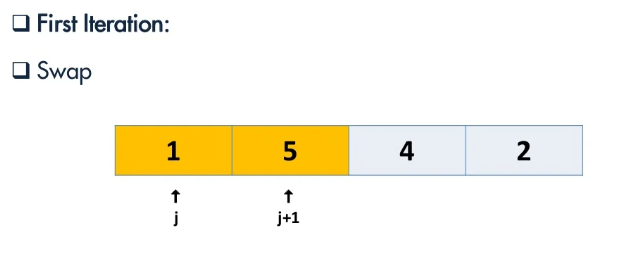 ❑ First Iteration:
❑ Swap
1 5 4 2
↑ ↑
j j+1